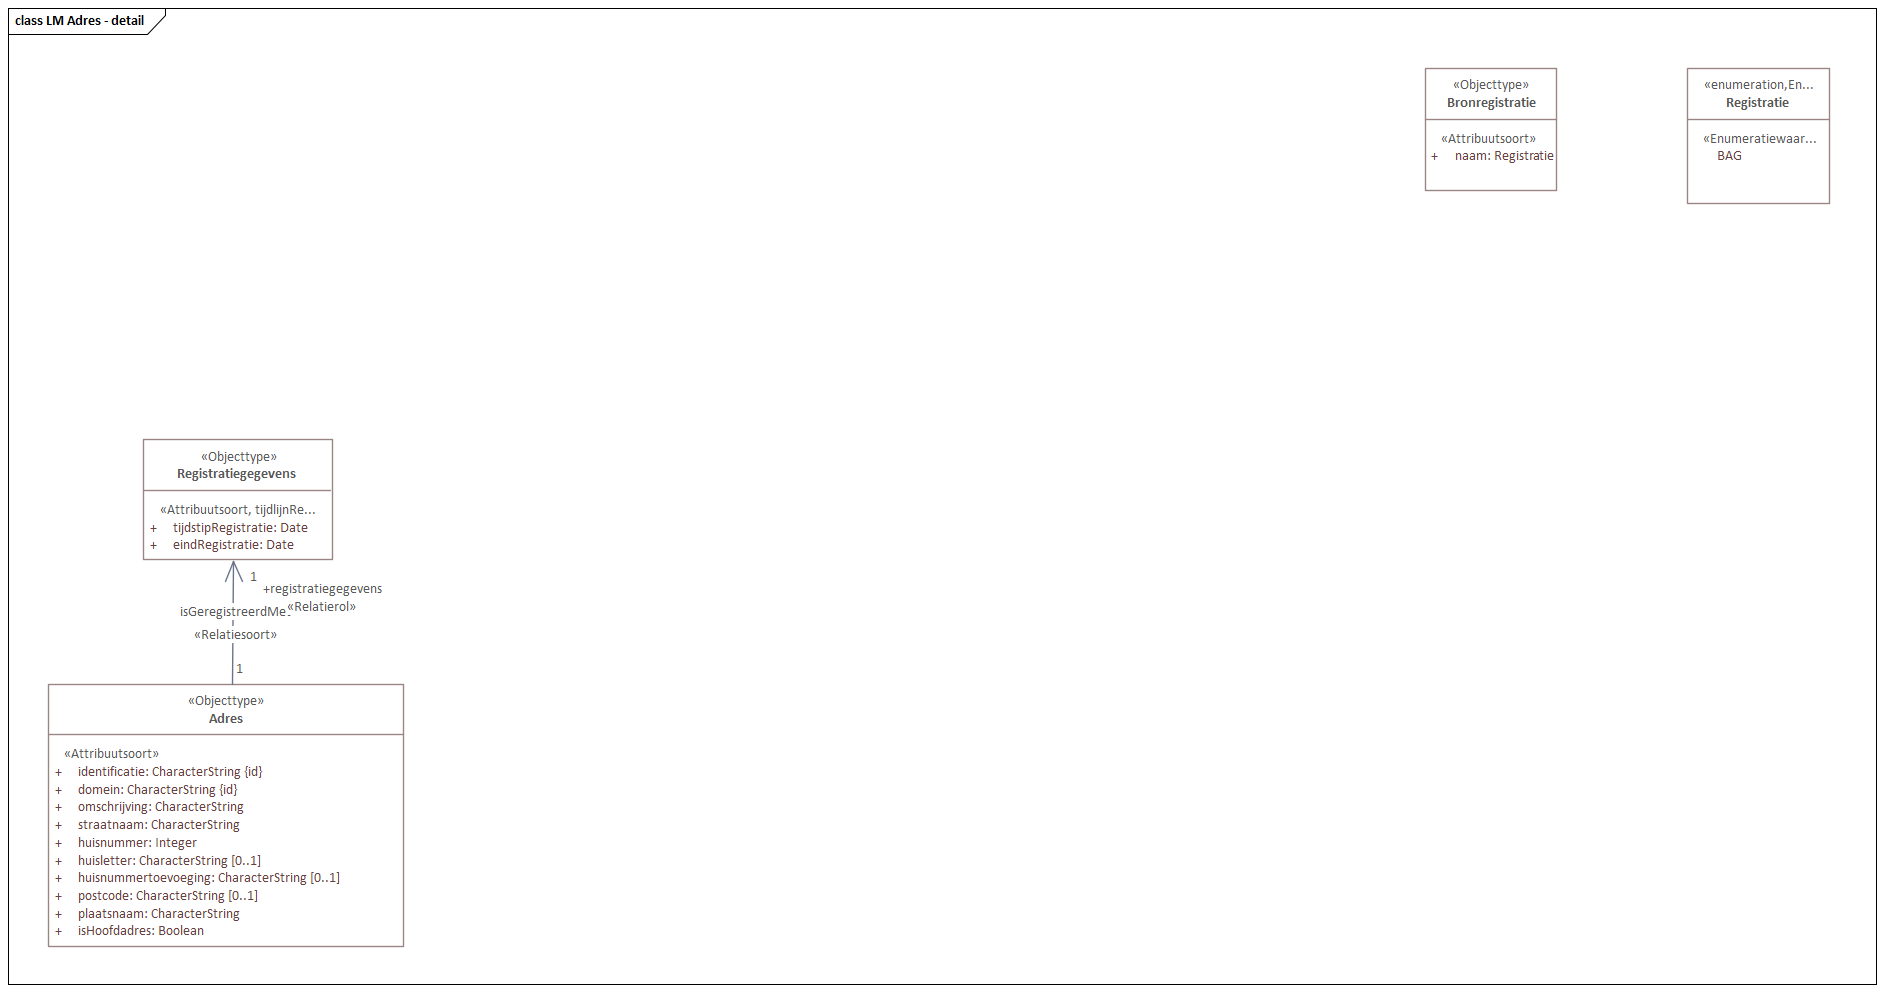 class LM Adres - detail
«Objecttype»
Bronregistratie
«Attribuutsoort»
+ naam: Registratie
«enumeration,En...
Registratie
«Enumeratiewaar...
BAG
«Objecttype»
Registratiegegevens
«Attribuutsoort, tijdlijnRe...
+ tijdstipRegistratie: Date
+ eindRegistratie: Date
1
+registratiegegevens
«Relatierol»
isGeregistreerdMe
«Relatiesoort»
1
«Objecttype»
Adres
«Attribuutsoort»
+ identificatie: CharacterString {id}
+ domein: CharacterString {id}
+ omschrijving: CharacterString
+ straatnaam: CharacterString
+ huisnummer: Integer
+ huisletter: CharacterString [0..1]
+ huisnummertoevoeging: CharacterString [0..1]
+ postcode: CharacterString [0..1]
+ plaatsnaam: CharacterString
+ isHoofdadres: Boolean